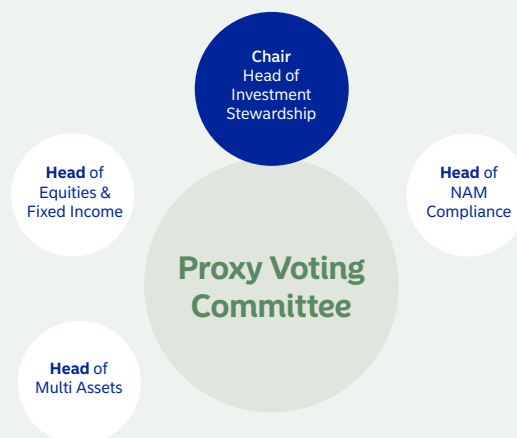 Chair
Head of
Investment
Stewardship
Head of
Equities &
Fixed Income
Head of
NAM
Compliance
Proxy Voting
Committee
Head of
Multi Assets